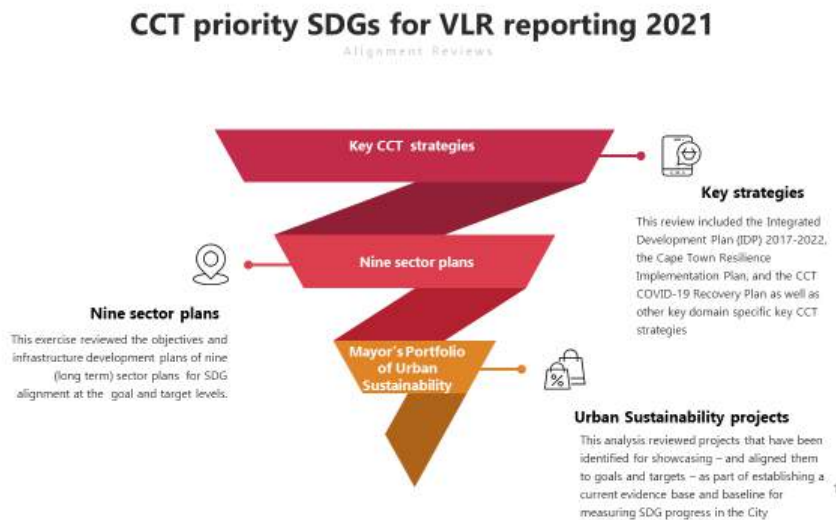 CCT priority SDGs for VLR reporting 2021
Alignment Reviews
Key CCT strategies
Key strategies
This review included the Integrated
Development Plan (IDP) 2017-2022,
the Cape Town Resilience
Implementation Plan, and the CCT
COVID-19 Recovery Plan as well as
other key domain specific key CCT
strategies
Nine sector plans
Nine sector plans
This exercise reviewed the objectives and
infrastructure development plans of nine
(long term) sector plans for SDG
alignment at the goal and target levels.
Mayor's Portfolio
of Urban
Sustainability
%
Urban Sustainability projects
This analysis reviewed projects that have been
identified for showcasing – and aligned them
to goals and targets – as part of establishing a
current evidence base and baseline for
measuring SDG progress in the City